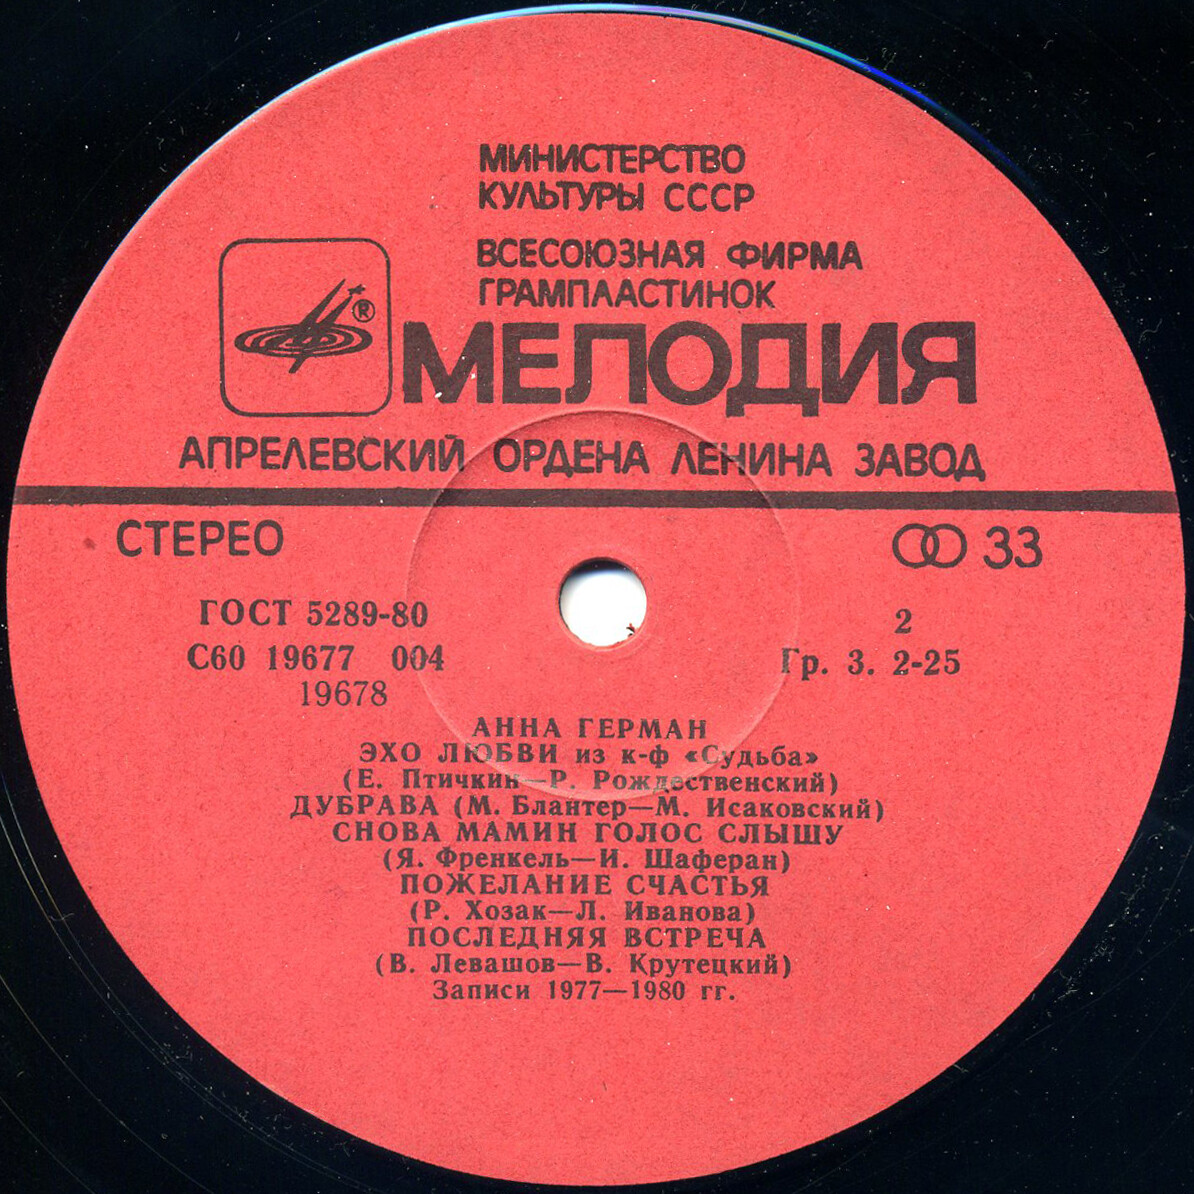 МИНИСТЕРСТВО
КУЛЬТУРЫ СССР
ВСЕСОЮЗНАЯ ФИРМА
ГРАМПЛАСТИНОК
®
МЕЛОДИЯ
АПРЕЛЕВСКИЙ ОРДЕНА ЛЕНИНА ЗАВОД
СТЕРЕО
33
ГОСТ 5289-80
2
С60 19677 004
Гр. 3. 2-25
19678
АННА ГЕРМАН
ЭХО ЛЮБВИ из к-ф «Судьба»
(Е. Птичкин—Р. Рождественский)
ДУБРАВА (М. Блантер—М. Исаковский)
СНОВА МАМИН ГОЛОС СЛЫШУ
(Я. Френкель—И. Шаферан)
ПОЖЕЛАНИЕ СЧАСТЬЯ
(Р. Хозак—Л. Иванова)
ПОСЛЕДНЯЯ ВСТРЕЧА
(В. Левашов—В. Крутецкий)
Записи 1977—1980 гг.